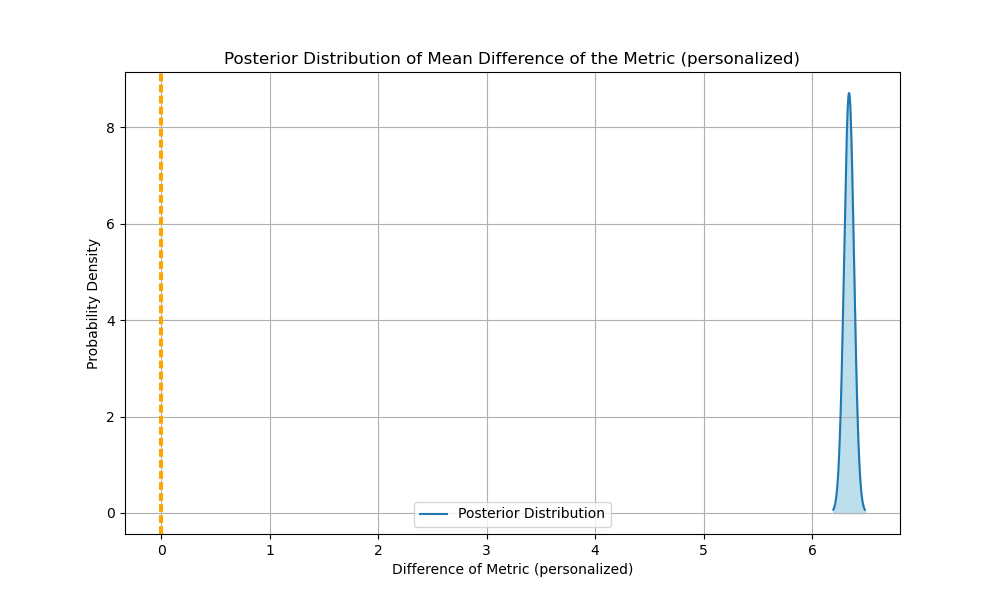 Posterior Distribution of Mean Difference of the Metric (personalized)
Probability Density
8
6
4
2
0
Posterior Distribution
0 1 2 3 4 5 6
Difference of Metric (personalized)